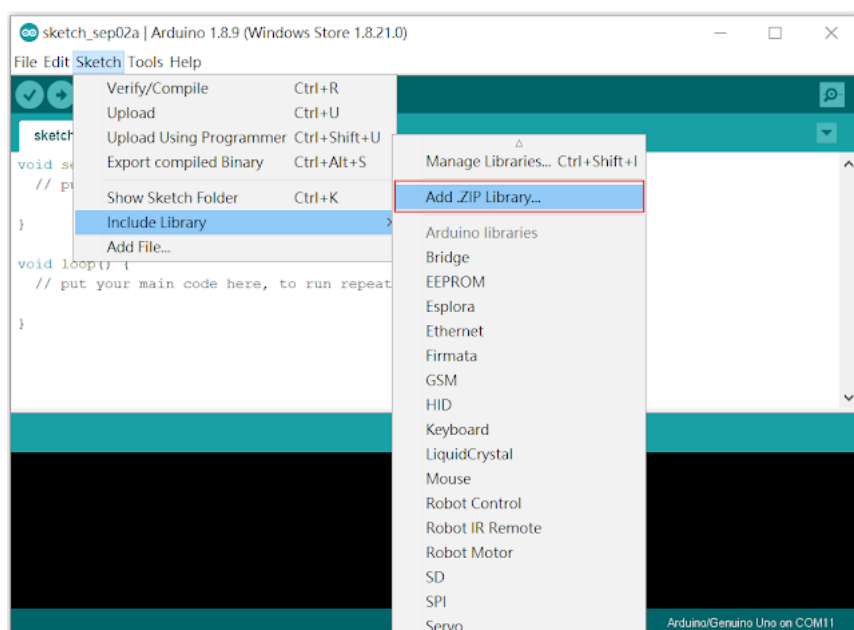 sketch_sep02a | Arduino 1.8.9 (Windows Store 1.8.21.0)
File Edit Sketch Tools Help
Verify/Compile Ctrl+R
Upload Ctrl+U
Upload Using Programmer Ctrl+Shift+U
Export compiled Binary Ctrl+Alt+S
Show Sketch Folder Ctrl+K
Include Library
Add File...
sketch
void se
// pu
}
void loop() {
// put your main code here, to run repeat
}
Manage Libraries... Ctrl+Shift+I
Add .ZIP Library...
Arduino libraries
Bridge
EEPROM
Esplora
Ethernet
Firmata
GSM
HID
Keyboard
LiquidCrystal
Mouse
Robot Control
Robot IR Remote
Robot Motor
SD
SPI
Servo
Arduino/Genuino Uno on COM11